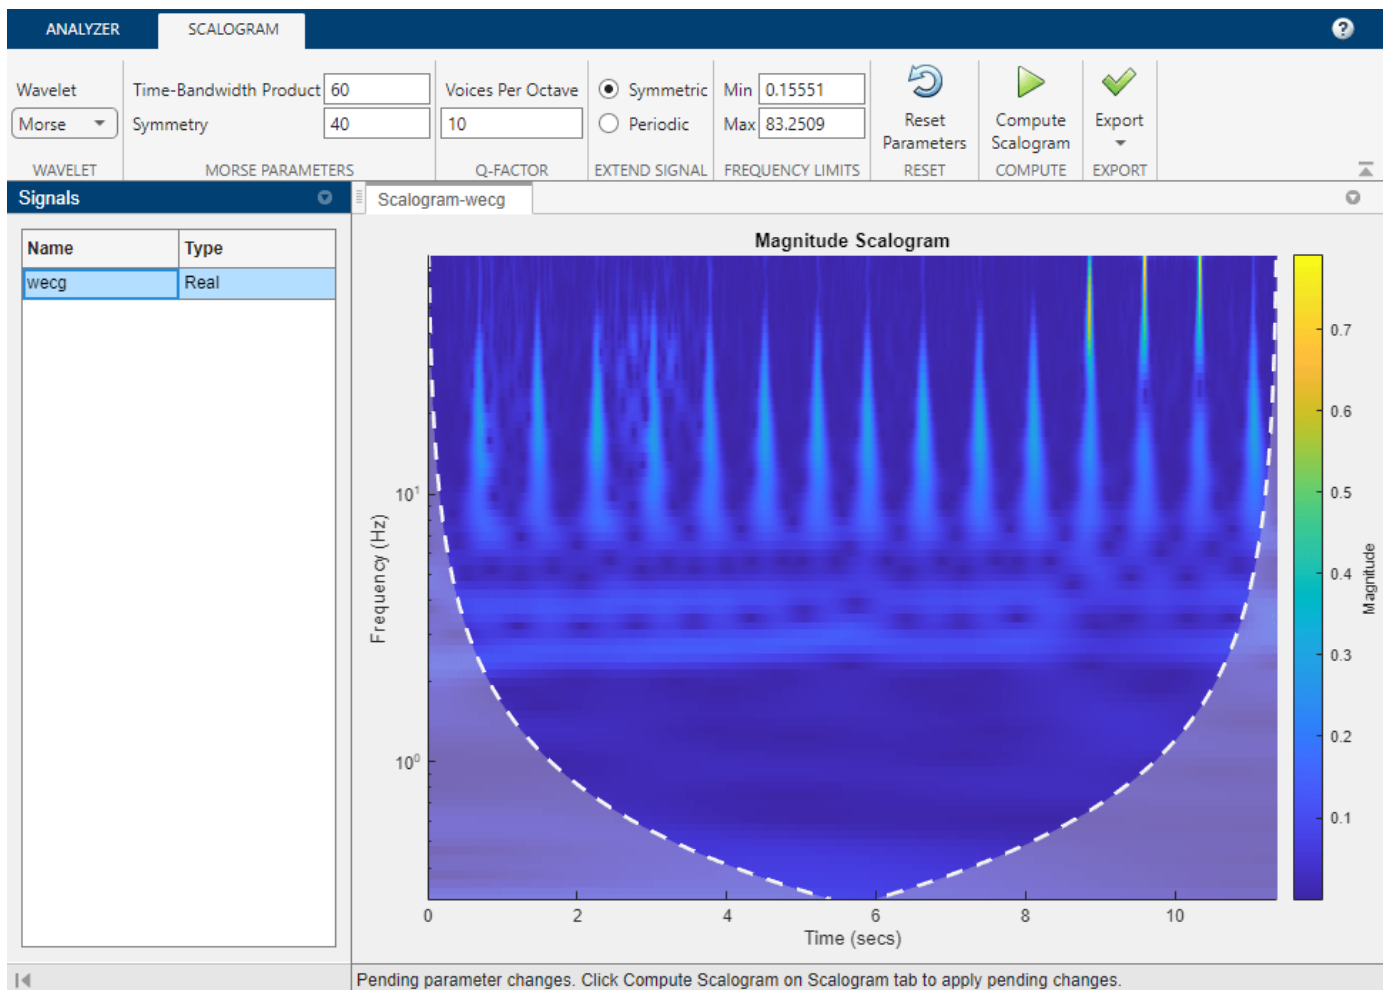 ANALYZER SCALOGRAM ?
Wavelet Time-Bandwidth Product 60 Voices Per Octave Symmetric Min 0.15551
Morse Symmetry 40 10 Periodic Max 83.2509 Reset Parameters Compute Scalogram Export
WAVELET MORSE PARAMETERS Q-FACTOR EXTEND SIGNAL FREQUENCY LIMITS RESET COMPUTE EXPORT
Signals
Name Type
wecg Real
Scalogram-wecg
Magnitude Scalogram
Frequency (Hz)
10¹
10⁰
0 2 4 6 8 10
Time (secs)
0.7
0.6
0.5
0.4
0.3
0.2
0.1
Magnitude
Pending parameter changes. Click Compute Scalogram on Scalogram tab to apply pending changes.